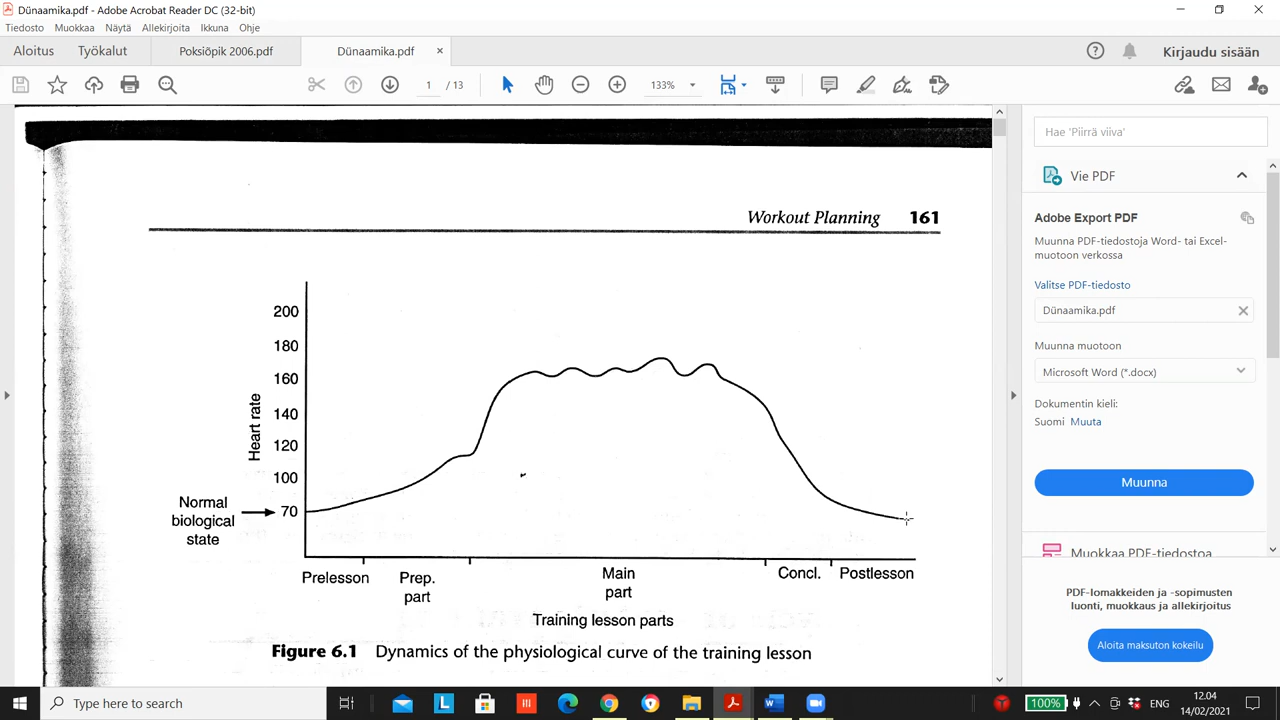 Dünaamika.pdf - Adobe Acrobat Reader DC (32-bit)
Tiedosto Muokkaa Näytä Allekirjoita Ikkuna Ohje
Aloitus Työkalut Poksiöpik 2006.pdf Dünaamika.pdf × Kirjaudu sisään
1 / 13 133%
Workout Planning 161
200
180
160
140
120
100
70
Heart rate
Normal
biological
state
Prelesson
Prep.
part
Main
part
Concl.
Postlesson
Training lesson parts
Figure 6.1 Dynamics of the physiological curve of the training lesson
Hae 'Piirrä viiva'
Vie PDF
Adobe Export PDF
Muunna PDF-tiedostoja Word- tai Excel-
muotoon verkossa
Valitse PDF-tiedosto
Dünaamika.pdf
Muunna muotoon
Microsoft Word (*.docx)
Dokumentin kieli:
Suomi Muuta
Muunna
Muokkaa PDF-tiedostoa
PDF-lomakkeiden ja -sopimusten
luonti, muokkaus ja allekirjoitus
Aloita maksuton kokeilu
Type here to search
100% ENG
12.04
14/02/2021